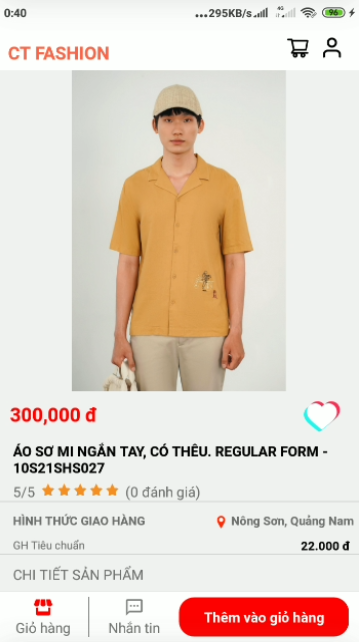 0:40
...295KB/s
4G
96
CT FASHION
300,000 đ
ÁO SƠ MI NGẮN TAY, CÓ THÊU. REGULAR FORM -
10S21SHS027
5/5 (0 đánh giá)
HÌNH THỨC GIAO HÀNG Nông Sơn, Quảng Nam
GH Tiêu chuẩn 22.000 đ
CHI TIẾT SẢN PHẨM
Giỏ hàng Nhắn tin Thêm vào giỏ hàng